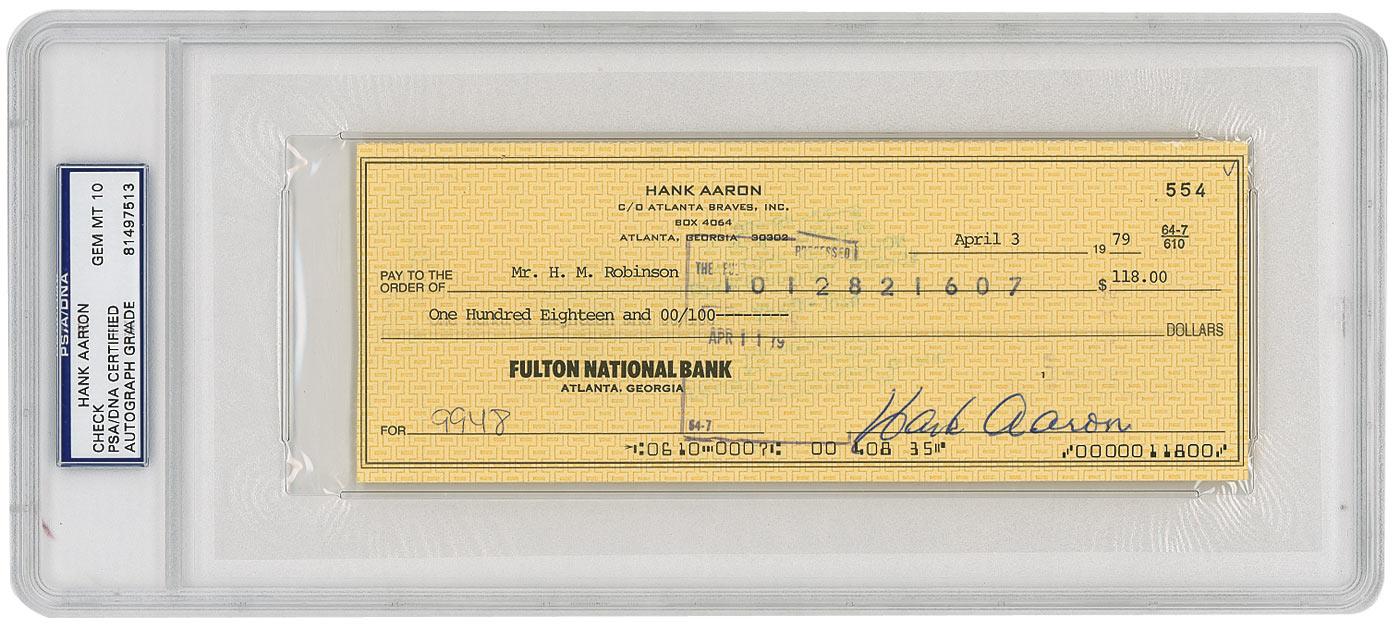 PSA/DNA
HANK AARON
CHECK GEM MT 10
PSA/DNA CERTIFIED
AUTOGRAPH GRADE 81497513
HANK AARON
C/O ATLANTA BRAVES, INC.
BOX 4064
ATLANTA, GEORGIA 30302
554
April 3 19 79
64-7
610
PROCESSED
PAY TO THE
ORDER OF Mr. H. M. Robinson $ 118.00
THE
1012821607
One Hundred Eighteen and 00/100--------- DOLLARS
APR 11 79
FULTON NATIONAL BANK
ATLANTA, GEORGIA
64-7
FOR 9948 Hank Aaron
⑆0610⑉0007⑆ 00 408 35⑈ ⑇0000011800⑇